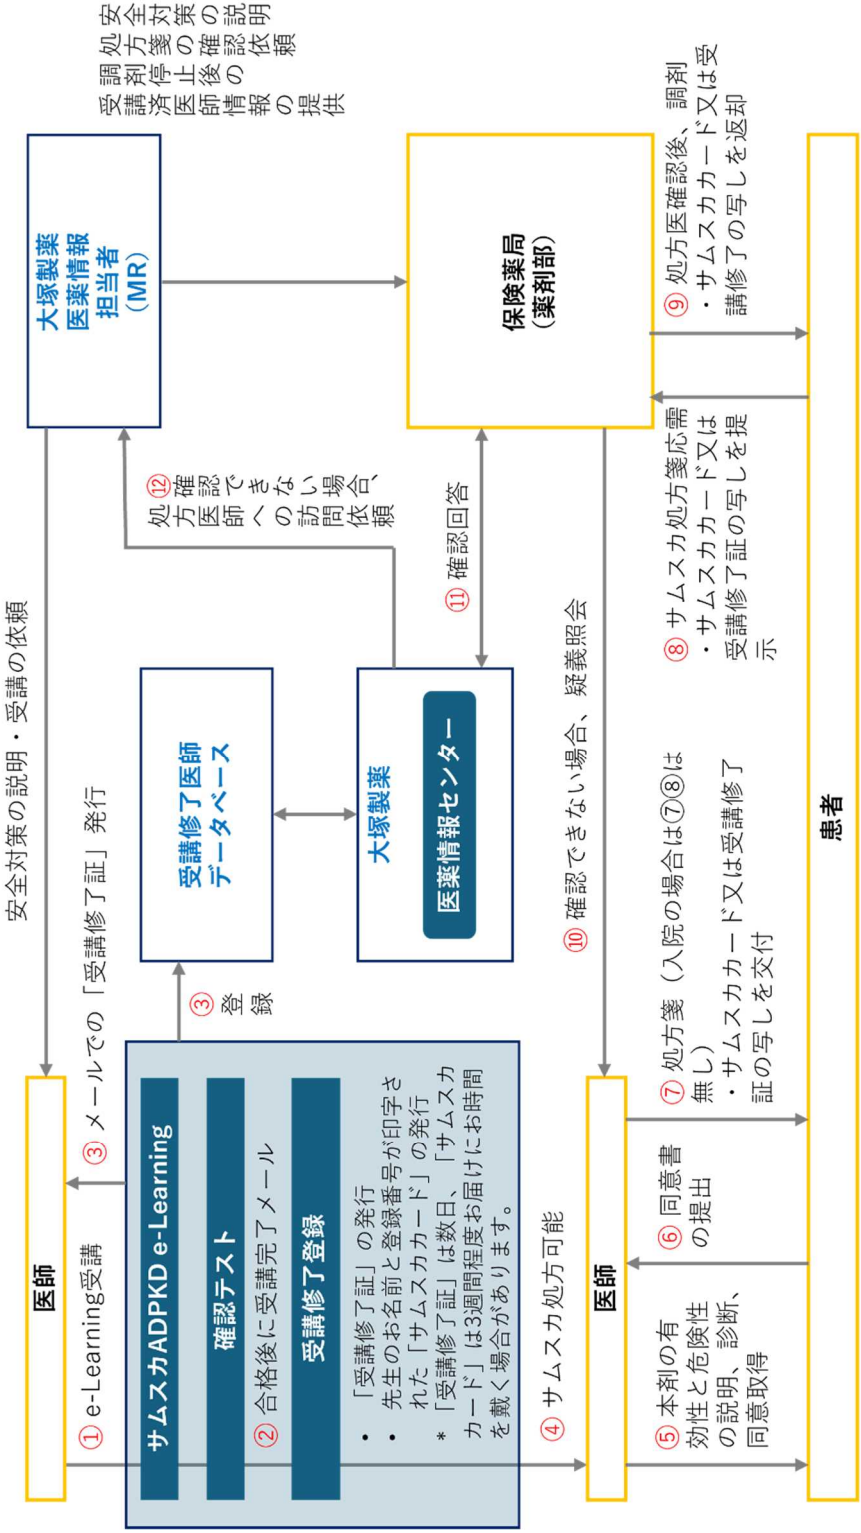 医師
① e-Learning受講
③ メールでの「受講修了証」発行
安全対策の説明・受講の依頼
大塚製薬
医薬情報
担当者
（MR）
安全対策の説明
処方箋の確認依頼
調剤停止後の
受講済医師情報の提供
サムスカADPKD e-Learning
確認テスト
② 合格後に受講完了メール
受講修了登録
• 「受講修了証」の発行
• 先生のお名前と登録番号が印字さ
れた「サムスカカード」の発行
* 「受講修了証」は数日、「サムスカ
カード」は3週間程度お届けにお時間
を戴く場合があります。
③
登
録
受講修了医師
データベース
⑫確認できない場合、
処方医師への訪問依頼
大塚製薬
医薬情報センター
⑪ 確認回答
保険薬局
（薬剤部）
④ サムスカ処方可能
医師
⑩ 確認できない場合、疑義照会
⑤ 本剤の有
効性と危険性
の説明、診断、
同意取得
⑥ 同意書
の提出
⑦ 処方箋（入院の場合は⑦⑧は
無し）
・サムスカカード又は受講修了
証の写しを交付
⑧ サムスカ処方箋応需
・サムスカカード又は
受講修了証の写しを提
示
⑨ 処方医確認後、調剤
・サムスカカード又は受
講修了の写しを返却
患者